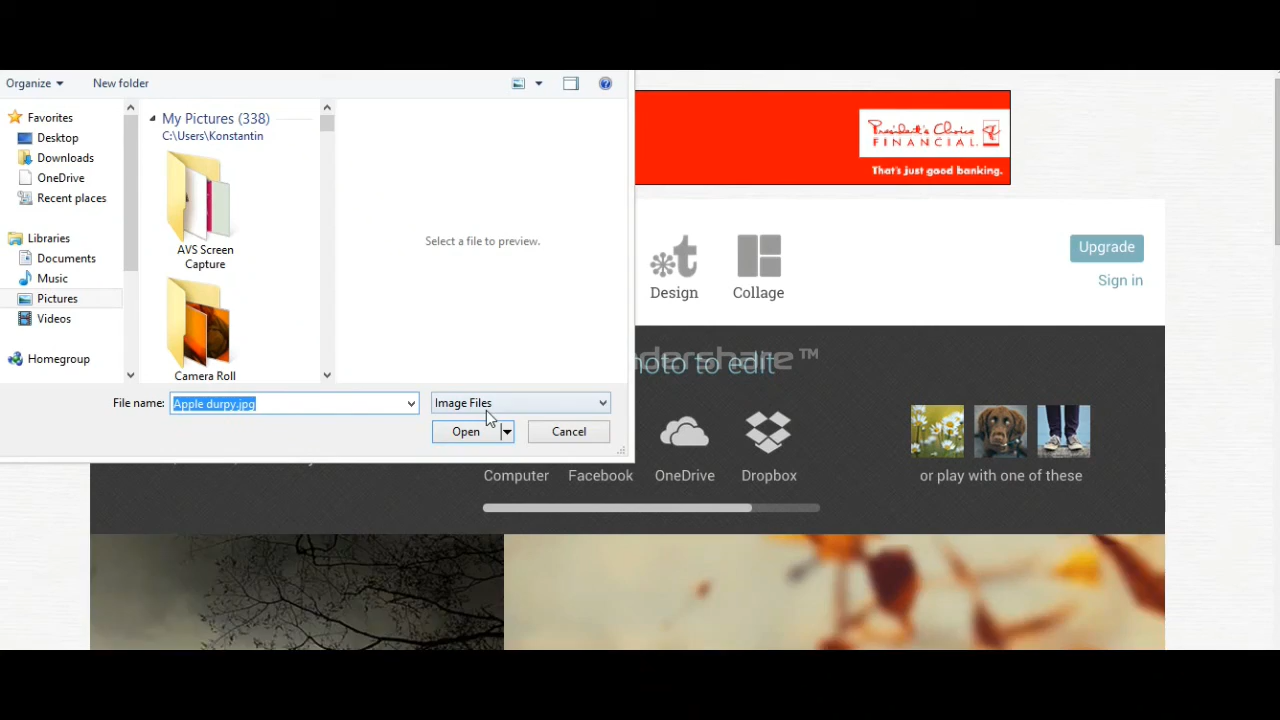 Organize
New folder
Favorites
Desktop
Downloads
OneDrive
Recent places
Libraries
Documents
Music
Pictures
Videos
Homegroup
My Pictures (338)
C:\Users\Konstantin
AVS Screen
Capture
Camera Roll
Select a file to preview.
File name:
Apple durpy.jpg
Image Files
Open
Cancel
President's Choice
FINANCIAL
That's just good banking.
Design
Collage
Upgrade
Sign in
dershare™
hoto to edit
Computer
Facebook
OneDrive
Dropbox
or play with one of these